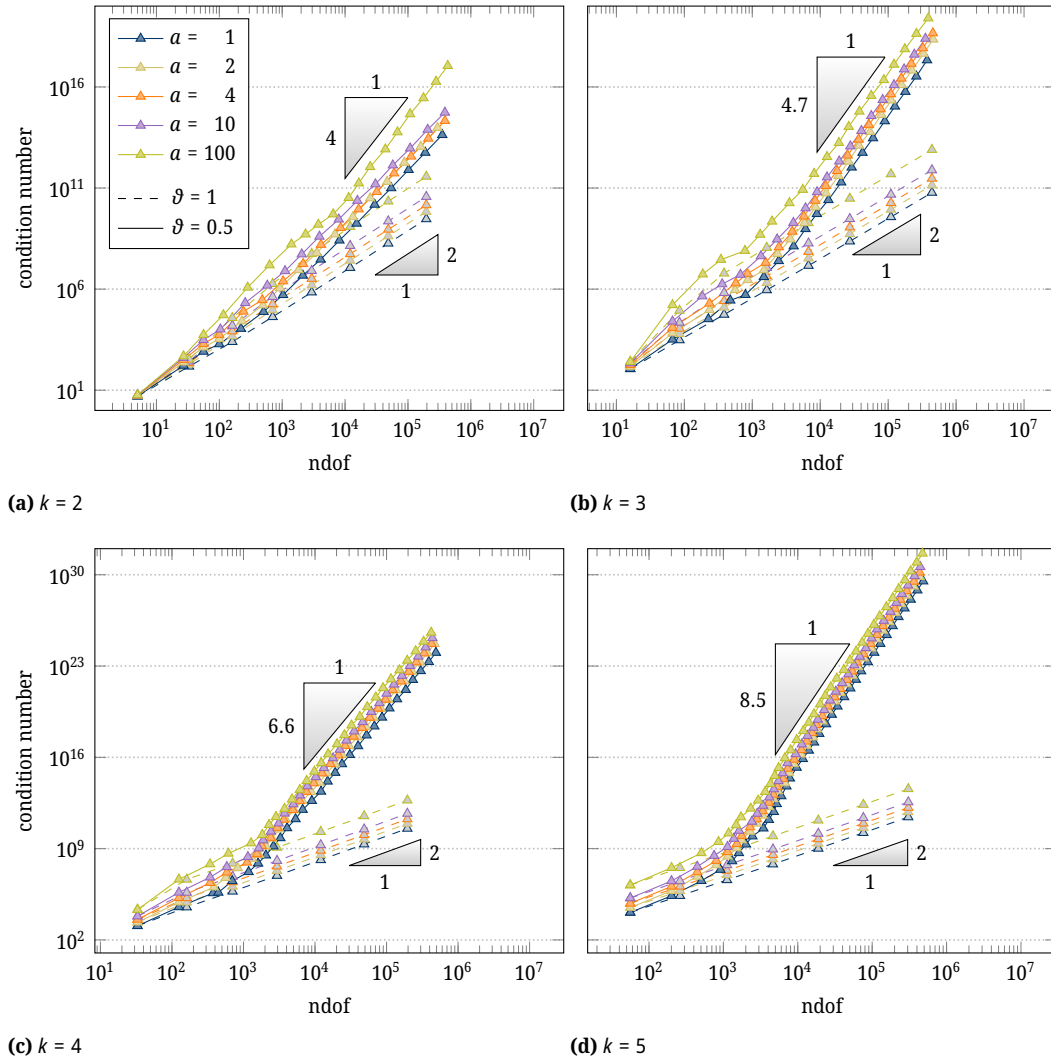 a = 1
a = 2
a = 4
a = 10
a = 100
ϑ = 1
ϑ = 0.5
condition number
10^16
10^11
10^6
10^1
1
4
2
1
10^1 10^2 10^3 10^4 10^5 10^6 10^7
ndof
(a) k = 2
1
4.7
2
1
10^1 10^2 10^3 10^4 10^5 10^6 10^7
ndof
(b) k = 3
condition number
10^30
10^23
10^16
10^9
10^2
1
6.6
2
1
10^1 10^2 10^3 10^4 10^5 10^6 10^7
ndof
(c) k = 4
1
8.5
2
1
10^2 10^3 10^4 10^5 10^6 10^7
ndof
(d) k = 5